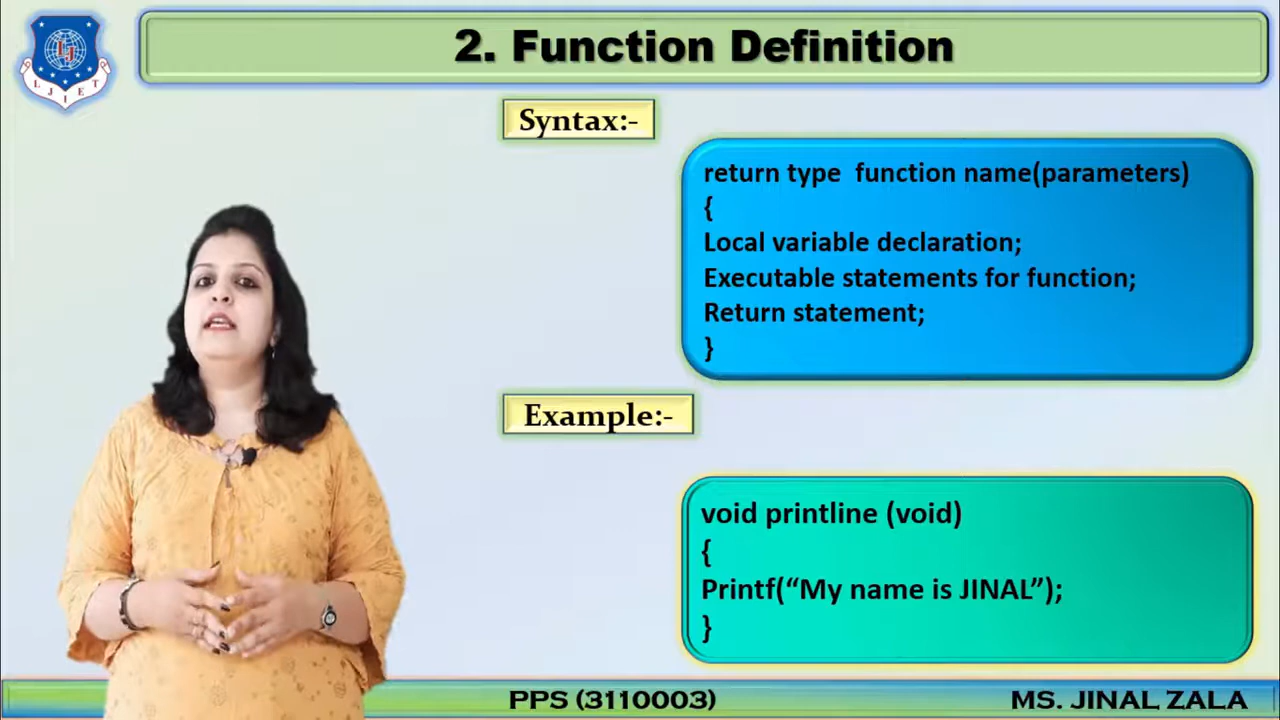 2. Function Definition
L J I E T
Syntax:-
return type function name(parameters)
{
Local variable declaration;
Executable statements for function;
Return statement;
}
Example:-
void printline (void)
{
Printf(“My name is JINAL”);
}
PPS (3110003)
MS. JINAL ZALA